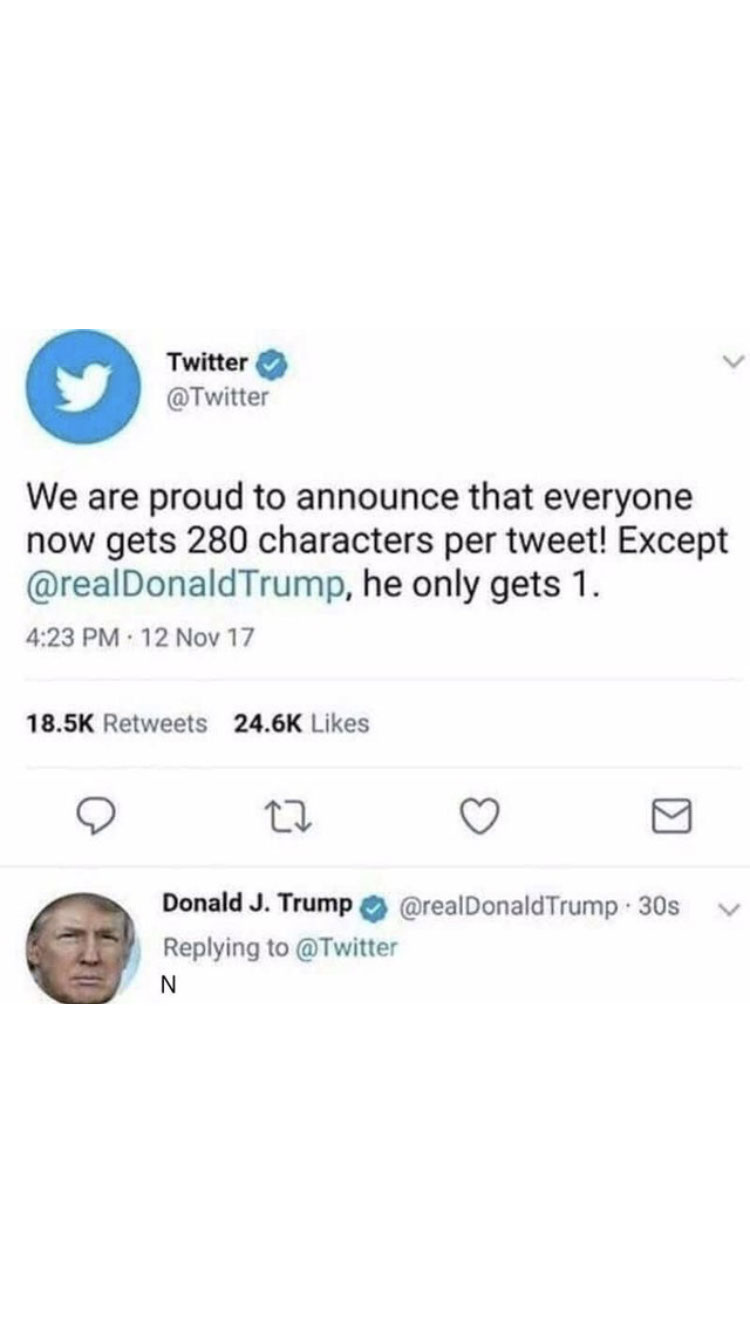 Twitter
@Twitter
We are proud to announce that everyone
now gets 280 characters per tweet! Except
@realDonaldTrump, he only gets 1.
4:23 PM · 12 Nov 17
18.5K Retweets 24.6K Likes
Donald J. Trump @realDonaldTrump · 30s
Replying to @Twitter
N